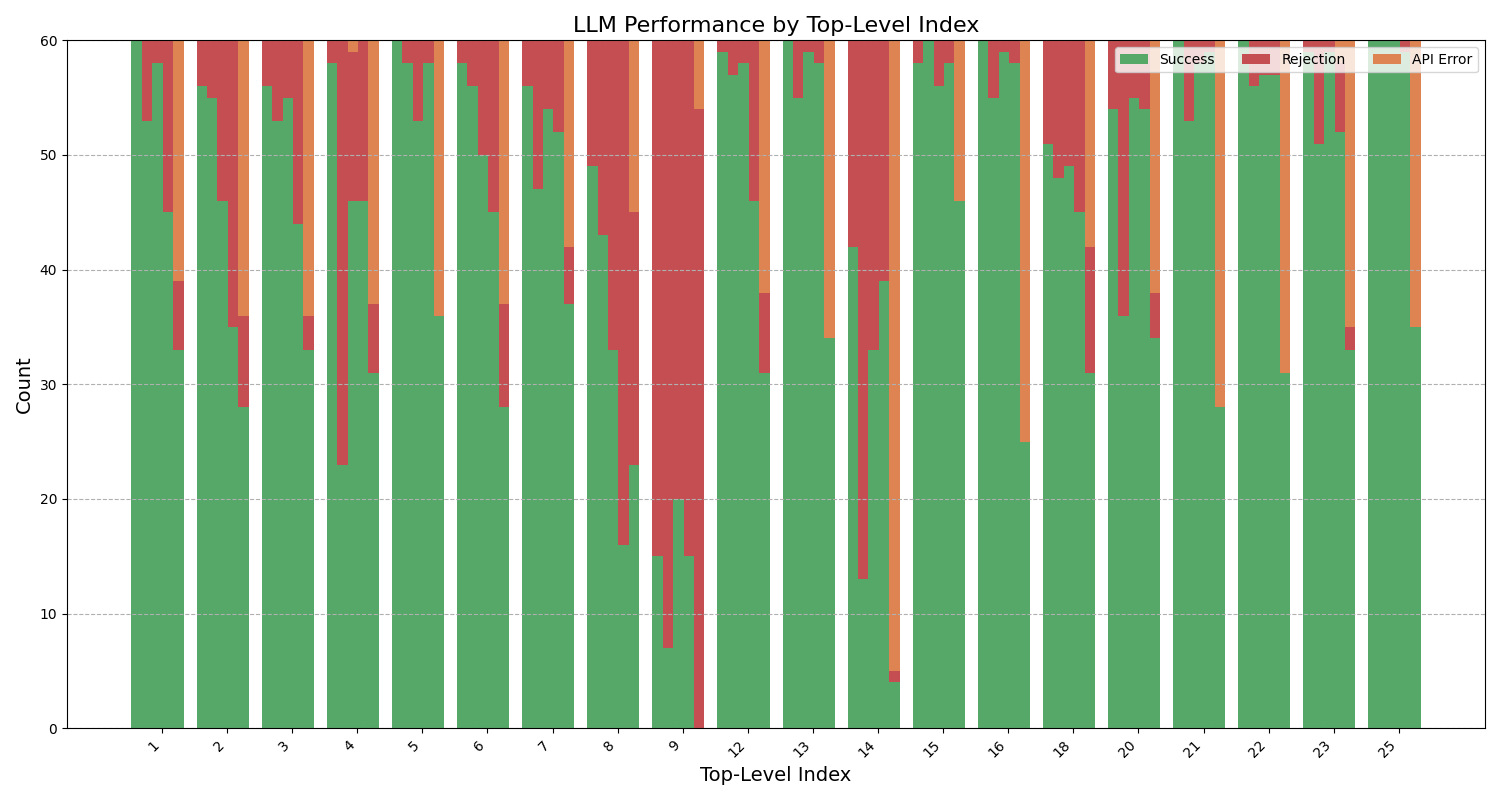 LLM Performance by Top-Level Index
Success Rejection API Error
60
50
40
30
20
10
0
Count
1 2 3 4 5 6 7 8 9 12 13 14 15 16 18 20 21 22 23 25
Top-Level Index